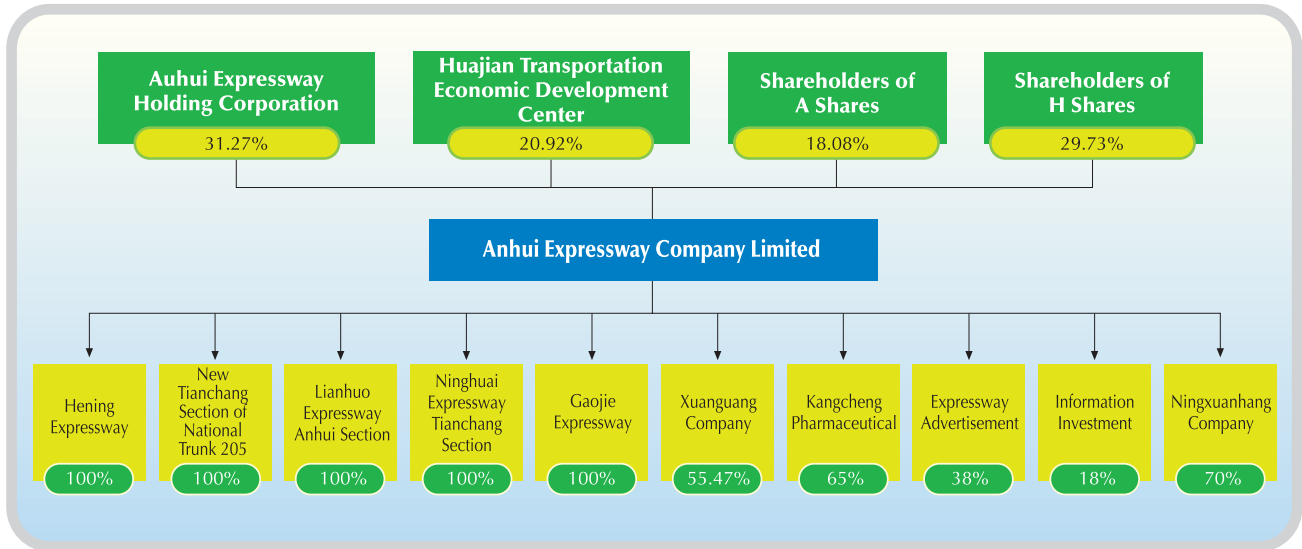 Auhui Expressway
Holding Corporation
31.27%
Huajian Transportation
Economic Development
Center
20.92%
Shareholders of
A Shares
18.08%
Shareholders of
H Shares
29.73%
Anhui Expressway Company Limited
Hening
Expressway
100%
New
Tianchang
Section of
National
Trunk 205
100%
Lianhuo
Expressway
Anhui Section
100%
Ninghuai
Expressway
Tianchang
Section
100%
Gaojie
Expressway
100%
Xuanguang
Company
55.47%
Kangcheng
Pharmaceutical
65%
Expressway
Advertisement
38%
Information
Investment
18%
Ningxuanhang
Company
70%